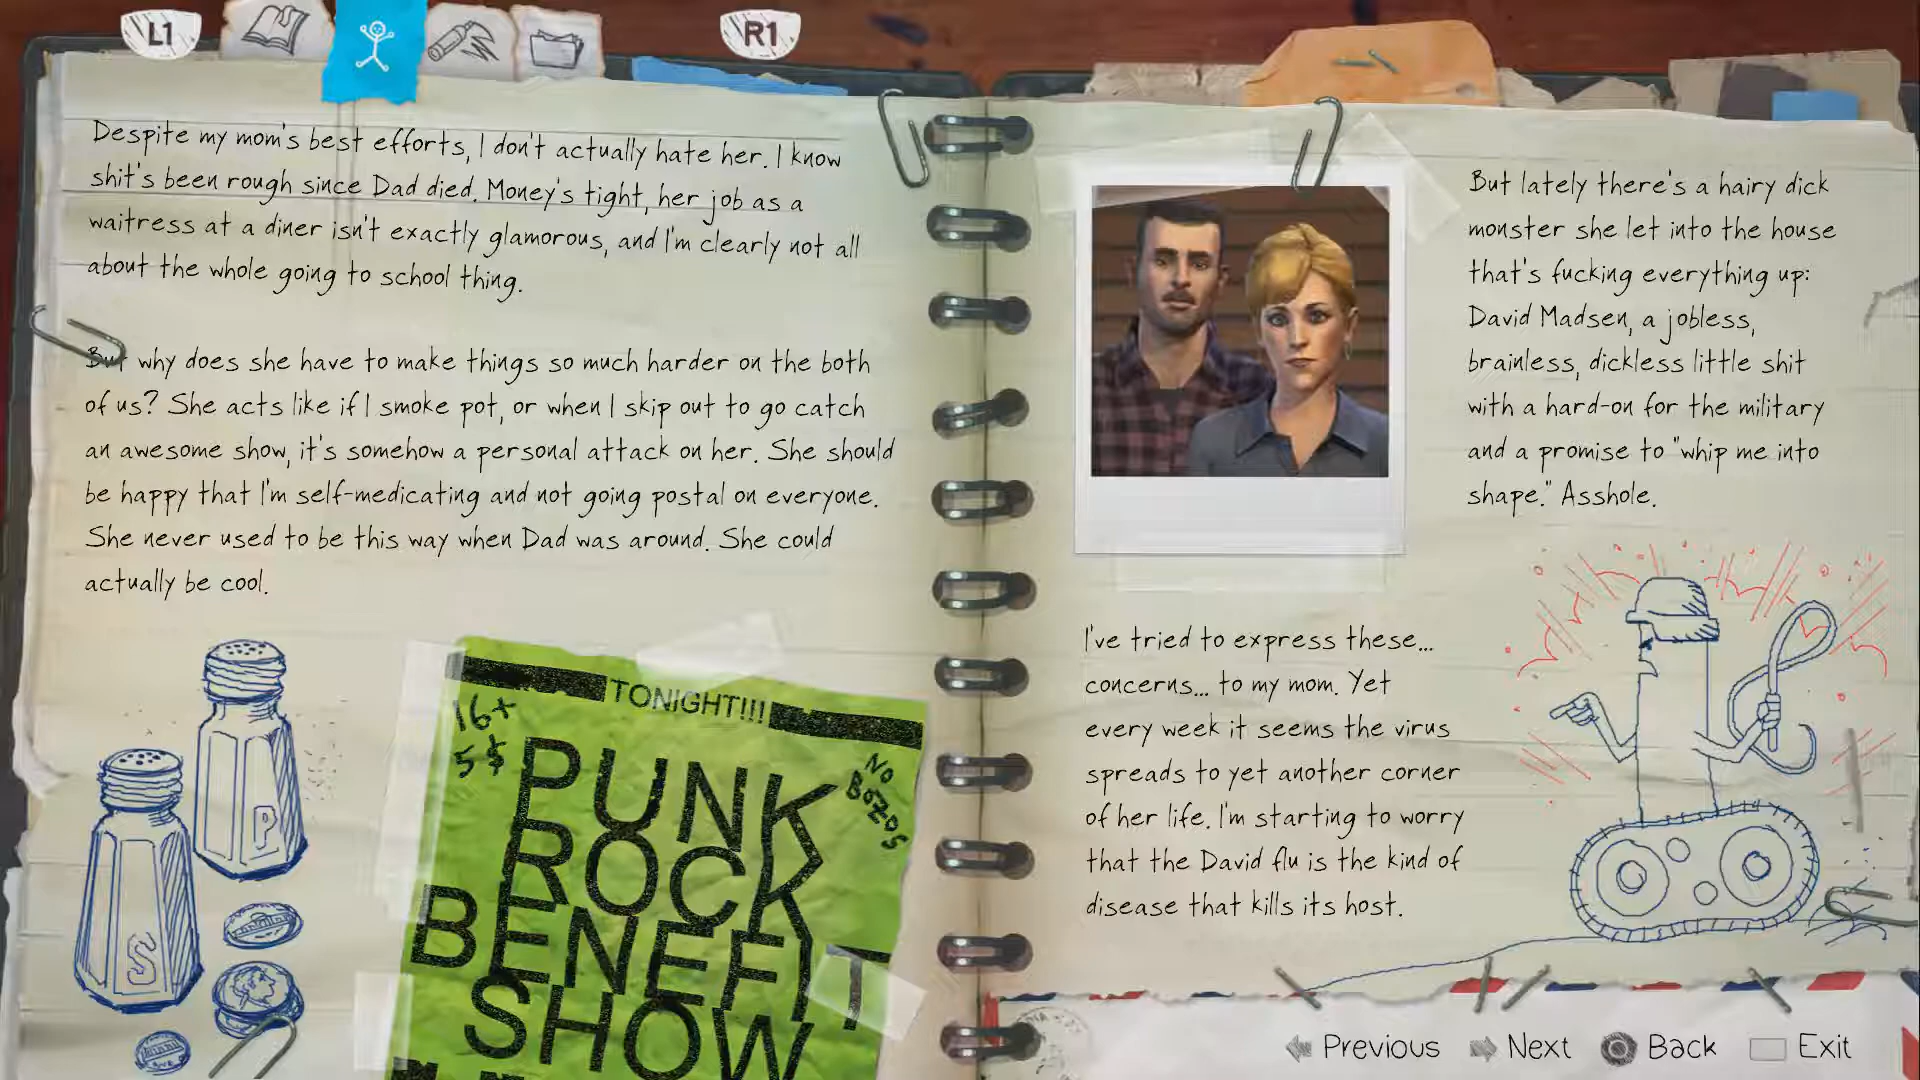 L1
R1
Despite my mom's best efforts, I don't actually hate her. I know
shit's been rough since Dad died. Money's tight, her job as a
waitress at a diner isn't exactly glamorous, and I'm clearly not all
about the whole going to school thing.
But why does she have to make things so much harder on the both
of us? She acts like if I smoke pot, or when I skip out to go catch
an awesome show, it's somehow a personal attack on her. She should
be happy that I'm self-medicating and not going postal on everyone.
She never used to be this way when Dad was around. She could
actually be cool.
P
S
TONIGHT!!!
16+
5$
NO
BOZOS
PUNK
ROCK
BENEFIT
SHOW
But lately there's a hairy dick
monster she let into the house
that's fucking everything up:
David Madsen, a jobless,
brainless, dickless little shit
with a hard-on for the military
and a promise to "whip me into
shape." Asshole.
I've tried to express these...
concerns... to my mom. Yet
every week it seems the virus
spreads to yet another corner
of her life. I'm starting to worry
that the David flu is the kind of
disease that kills its host.
Previous
Next
Back
Exit